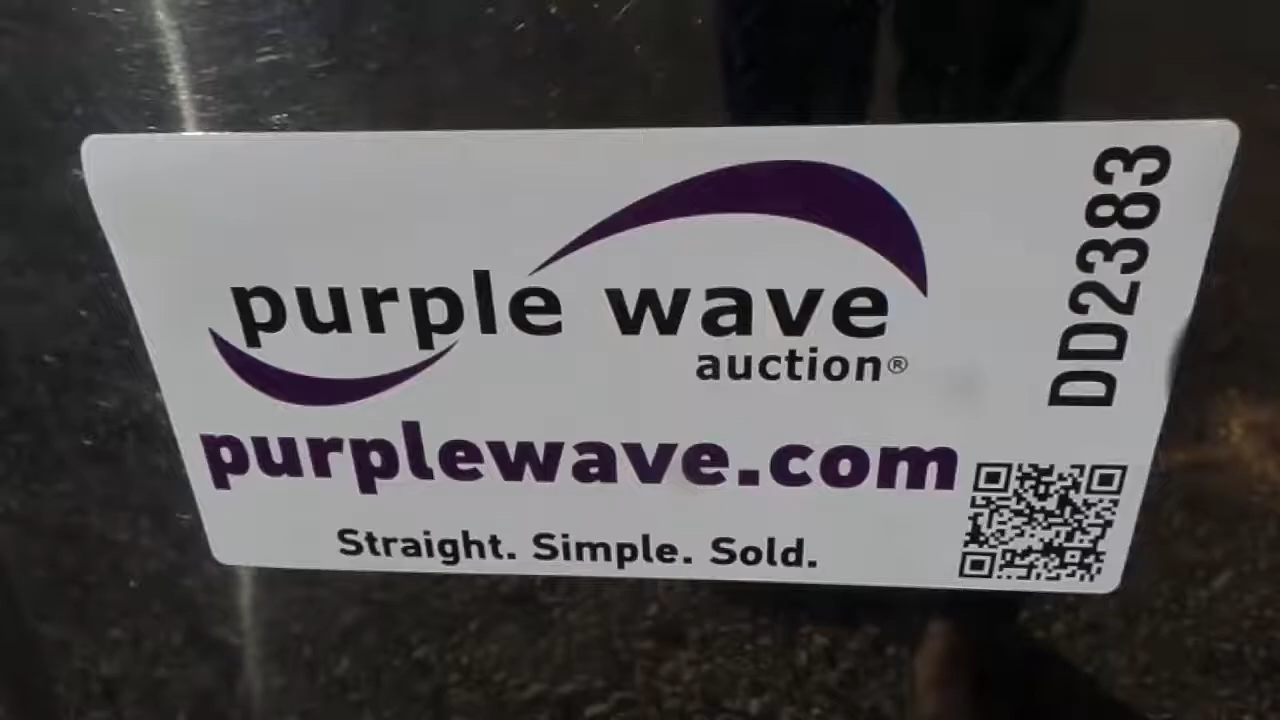 purple wave
auction®
purplewave.com
Straight. Simple. Sold.
DD2383